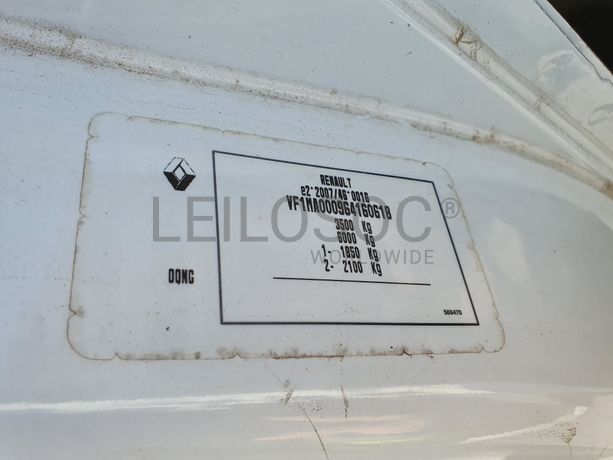 RENAULT
e2*2007/46*0016
VF1MA000964160618
3500 Kg
6000 Kg
1- 1850 Kg
2- 2100 Kg
OQMC
569470
LEILOSOC®
WORLDWIDE